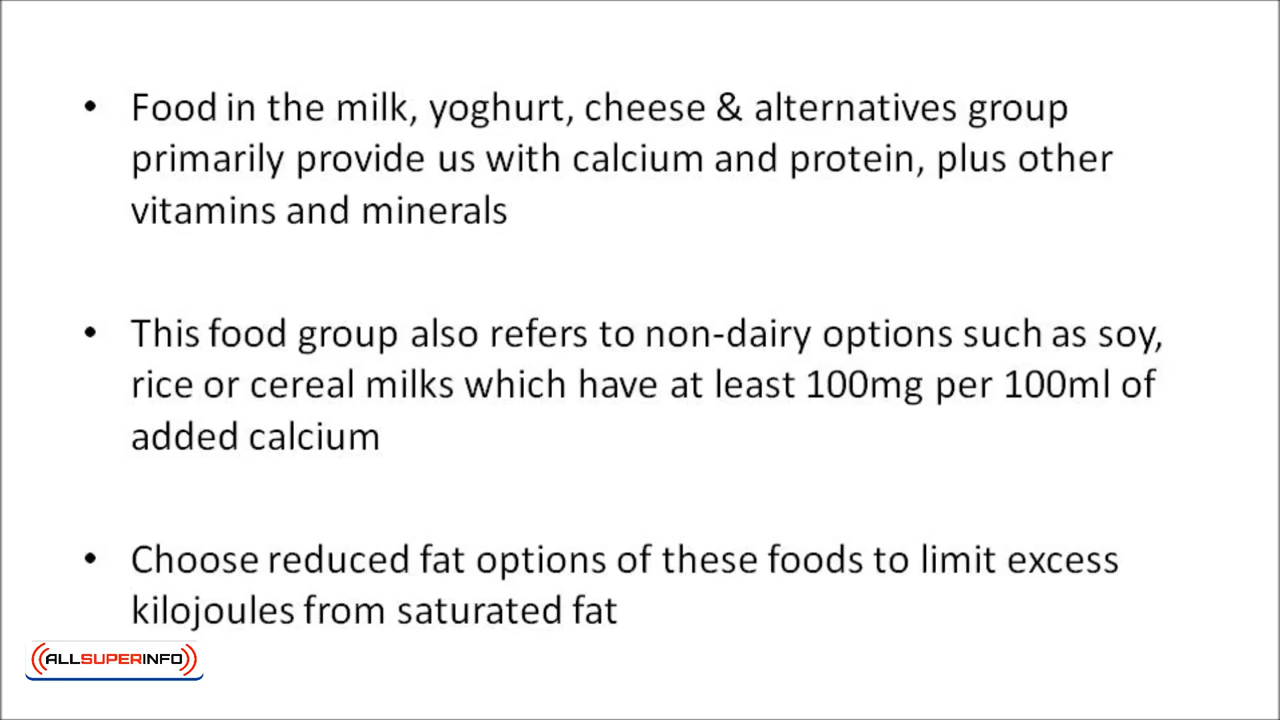 • Food in the milk, yoghurt, cheese & alternatives group
primarily provide us with calcium and protein, plus other
vitamins and minerals
• This food group also refers to non-dairy options such as soy,
rice or cereal milks which have at least 100mg per 100ml of
added calcium
• Choose reduced fat options of these foods to limit excess
kilojoules from saturated fat
ALLSUPERINFO